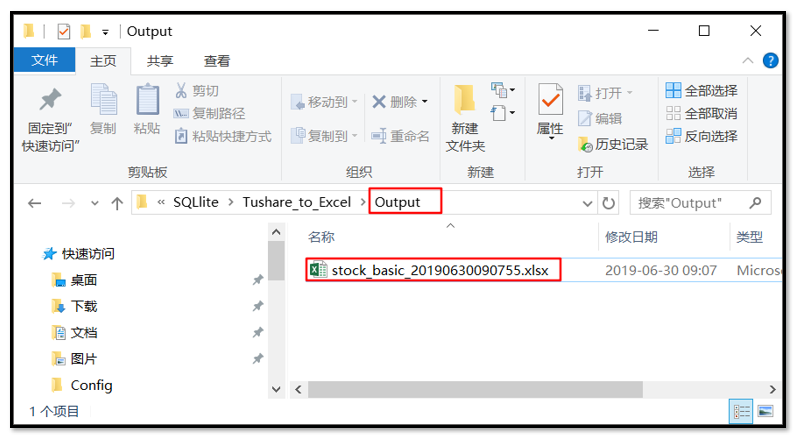 Output
文件 主页 共享 查看
固定到"快速访问"
复制
粘贴
剪切
复制路径
粘贴快捷方式
剪贴板
移动到
复制到
删除
重命名
组织
新建文件夹
新建
属性
打开
编辑
历史记录
打开
全部选择
全部取消
反向选择
选择
« SQLlite > Tushare_to_Excel > Output
搜索"Output"
快速访问
桌面
下载
文档
图片
Config
名称 修改日期 类型
stock_basic_20190630090755.xlsx 2019-06-30 09:07 Micros
1 个项目